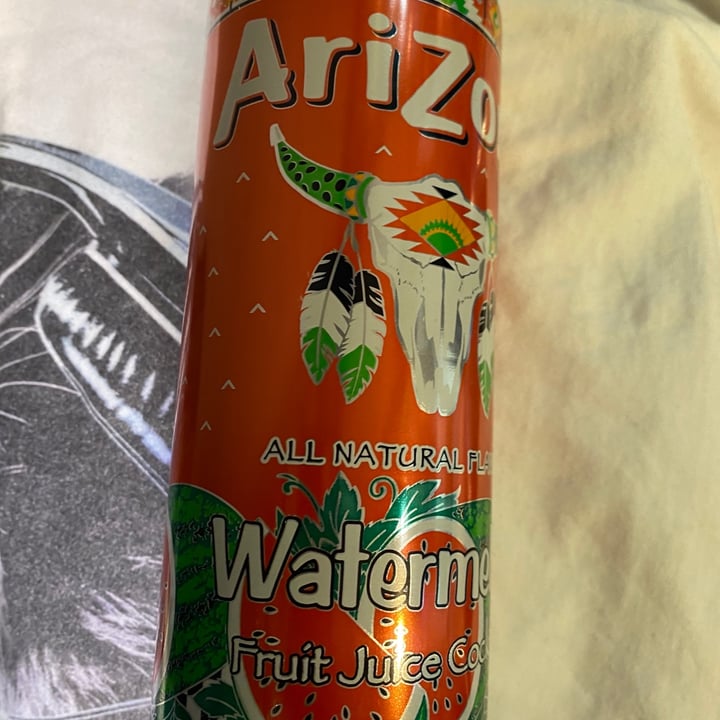 AriZo
ALL NATURAL FLA
Waterme
Fruit Juice Coc